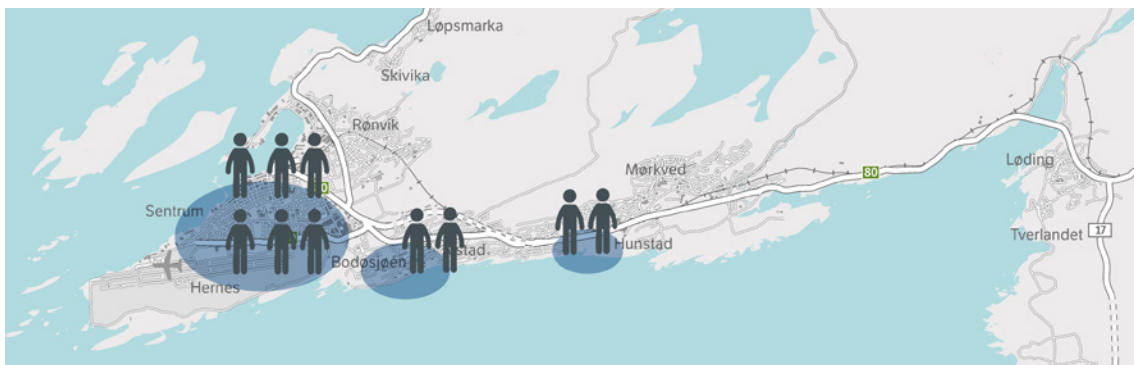 Løpsmarka
Skivika
Rønvik
Mørkved
80
Løding
Sentrum
Hunstad
Tverlandet
17
Bodøsjøen
Hernes